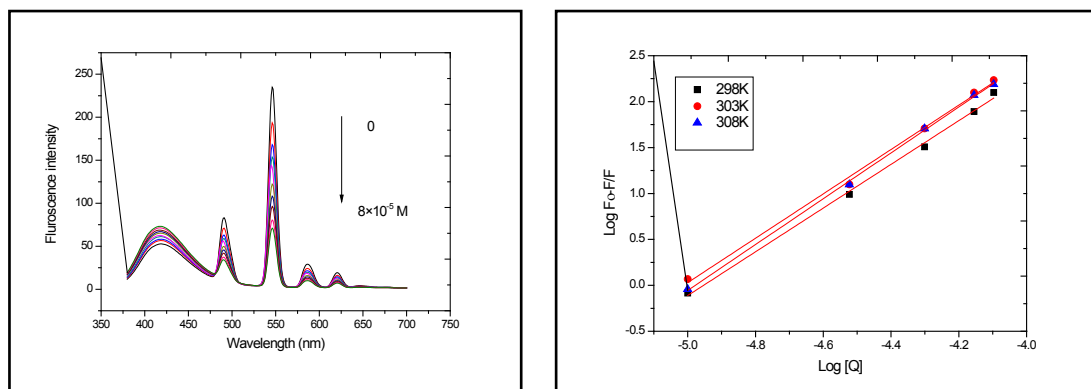 250
200
150
100
50
0
350 400 450 500 550 600 650 700 750
Fluroscence intensity
Wavelength (nm)
0
8×10⁻⁵ M
2.5
2.0
1.5
1.0
0.5
0.0
-0.5
-5.0 -4.8 -4.6 -4.4 -4.2 -4.0
Log Fo-F/F
Log [Q]
298K
303K
308K